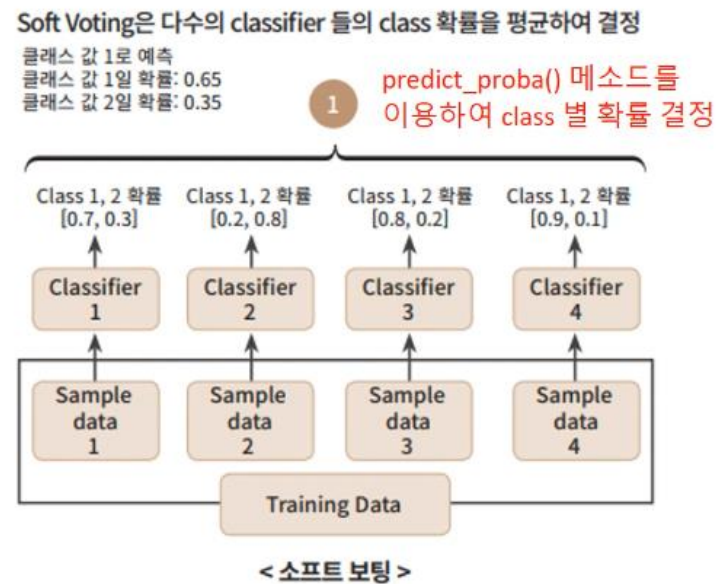 Soft Voting은 다수의 classifier 들의 class 확률을 평균하여 결정
클래스 값 1로 예측
클래스 값 1일 확률: 0.65
클래스 값 2일 확률: 0.35
1
predict_proba() 메소드를
이용하여 class 별 확률 결정
Class 1, 2 확률
[0.7, 0.3]
Class 1, 2 확률
[0.2, 0.8]
Class 1, 2 확률
[0.8, 0.2]
Class 1, 2 확률
[0.9, 0.1]
Classifier
1
Classifier
2
Classifier
3
Classifier
4
Sample
data
1
Sample
data
2
Sample
data
3
Sample
data
4
Training Data
< 소프트 보팅 >